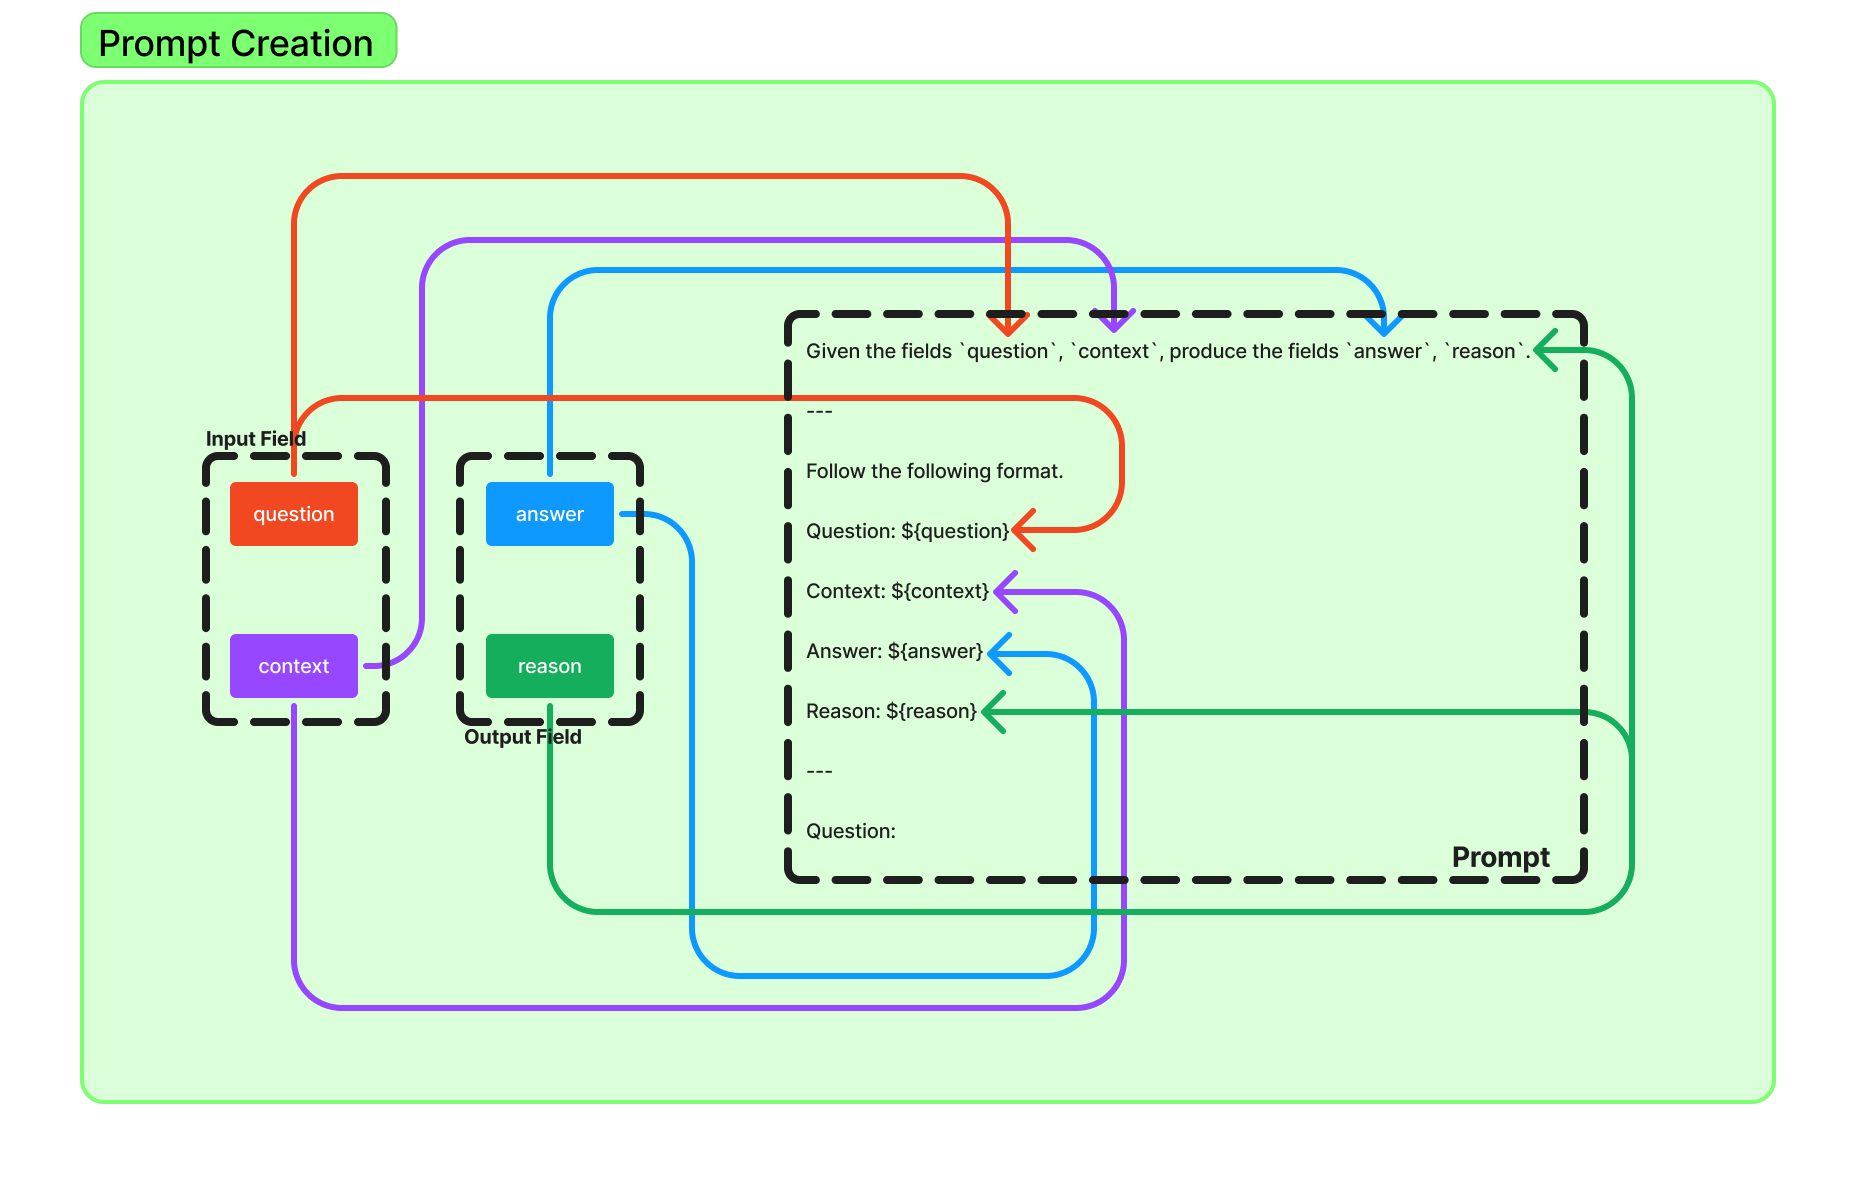 Prompt Creation
Input Field
question
context
answer
reason
Output Field
Given the fields `question`, `context`, produce the fields `answer`, `reason`.
---
Follow the following format.
Question: ${question}
Context: ${context}
Answer: ${answer}
Reason: ${reason}
---
Question:
Prompt